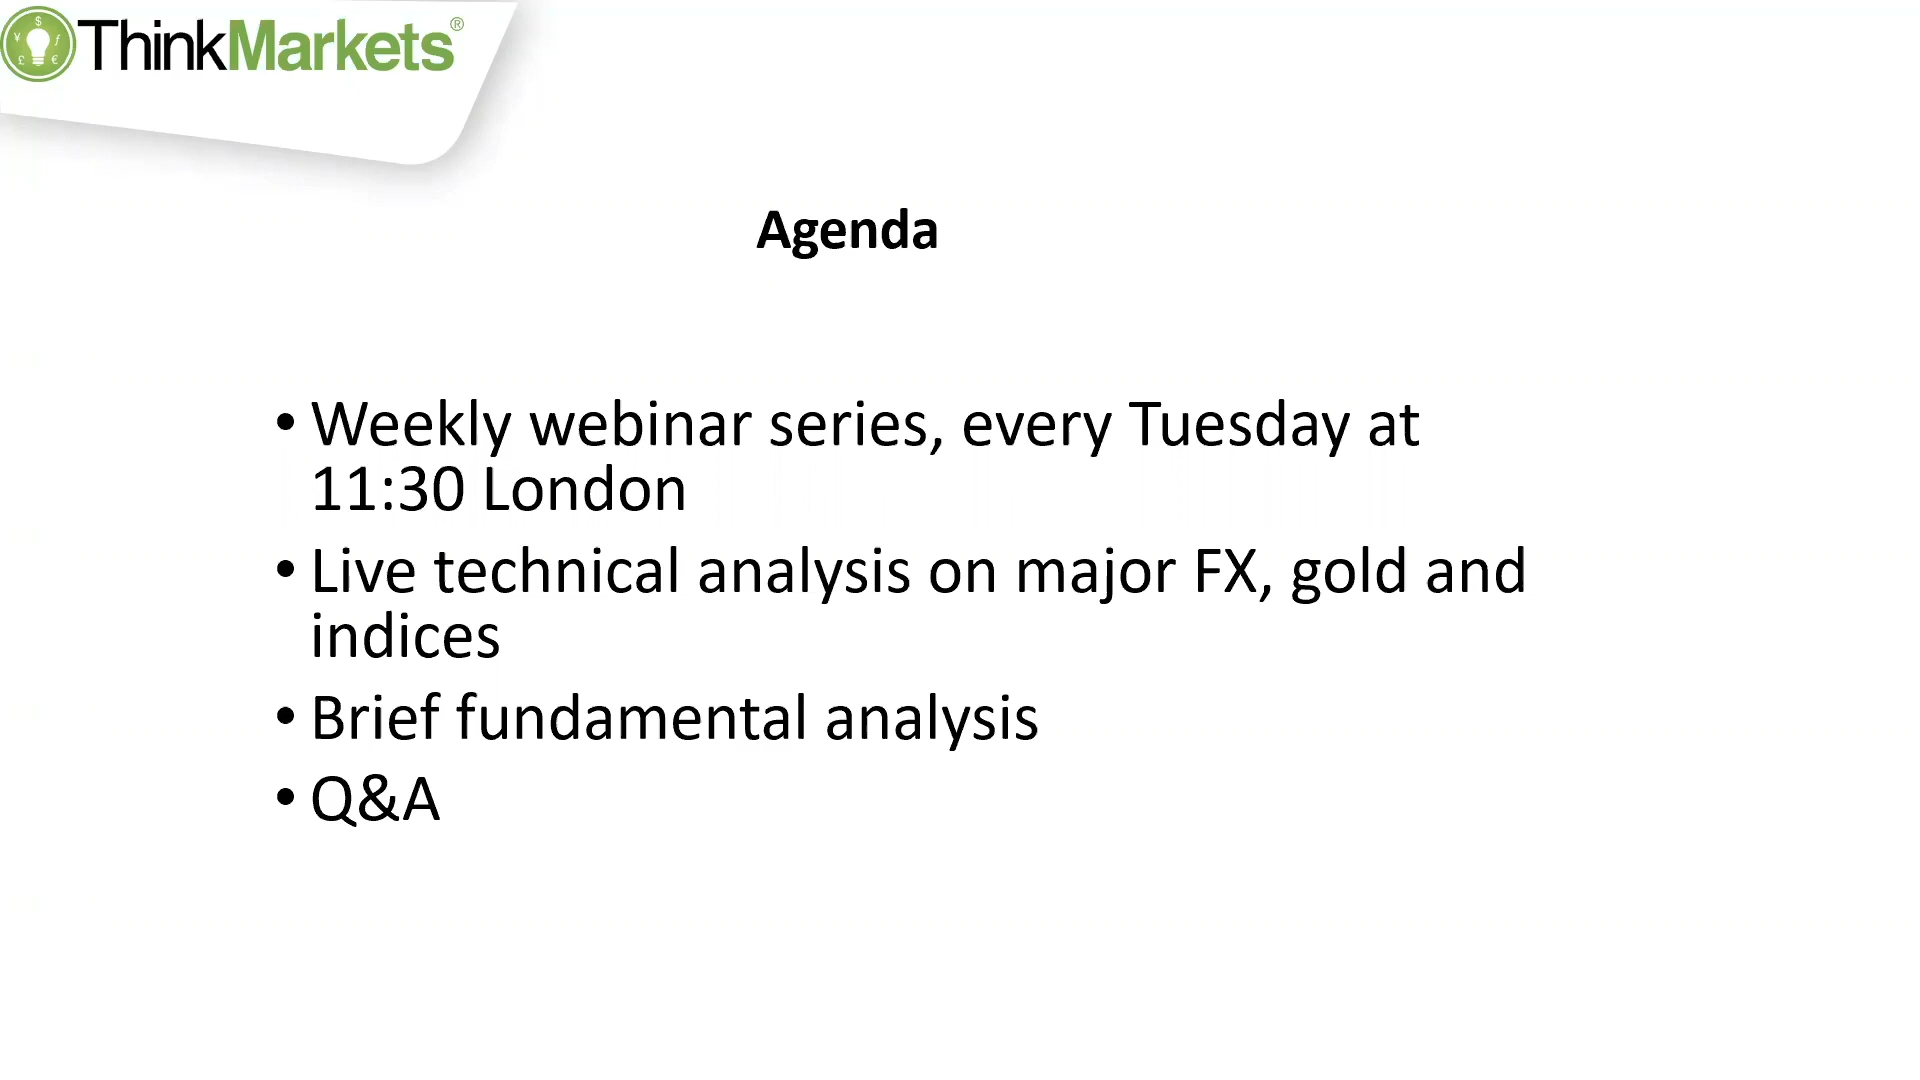 ThinkMarkets®
Agenda
• Weekly webinar series, every Tuesday at
11:30 London
• Live technical analysis on major FX, gold and
indices
• Brief fundamental analysis
• Q&A